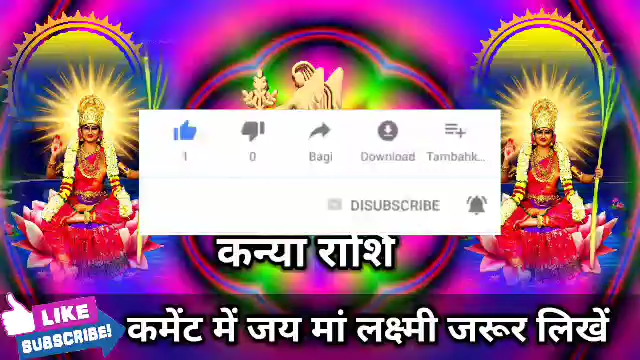 1 0 Bagi Download Tambahk...
DISUBSCRIBE
कन्या राशि
LIKE
SUBSCRIBE!
कमेंट में जय मां लक्ष्मी जरूर लिखें